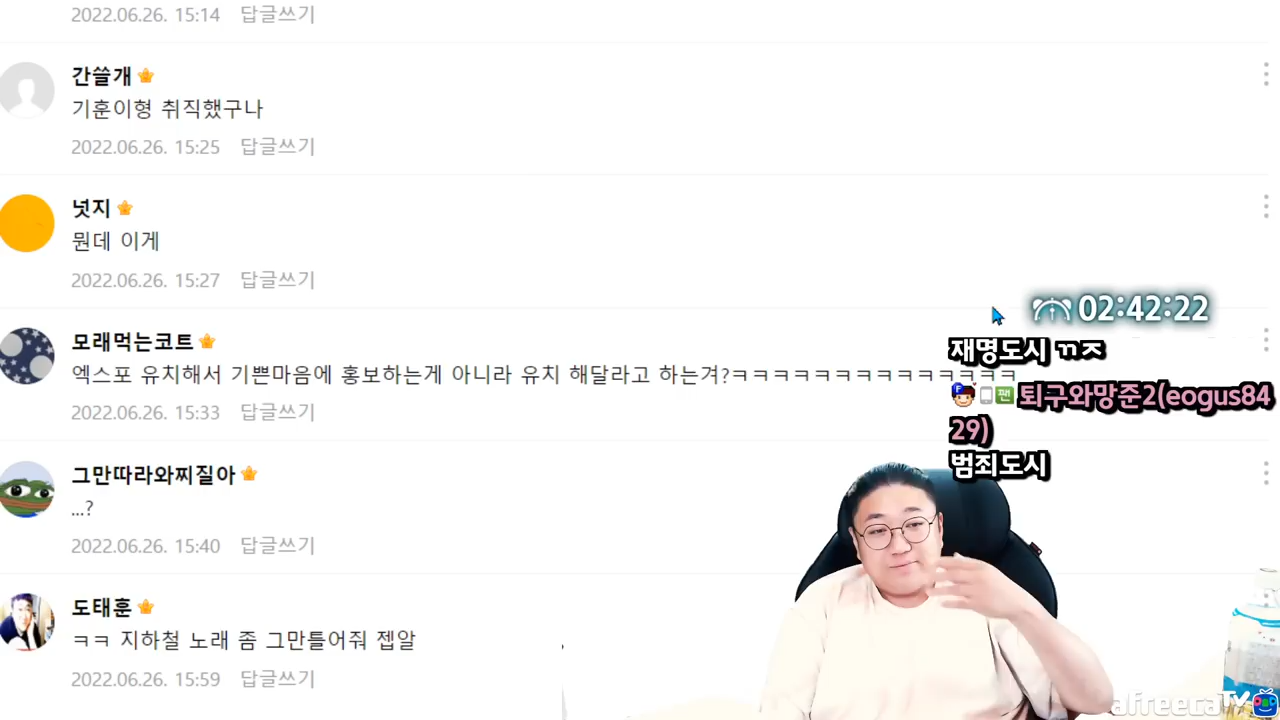 2022.06.26. 15:14 답글쓰기
간쓸개
기훈이형 취직했구나
2022.06.26. 15:25 답글쓰기
넛지
뭔데 이게
2022.06.26. 15:27 답글쓰기
02:42:22
모래먹는코트
재명도시 ㄲㅈ
엑스포 유치해서 기쁜마음에 홍보하는게 아니라 유치 해달라고 하는겨?ㅋㅋㅋㅋㅋㅋㅋㅋㅋㅋㅋㅋㅋㅋ
2022.06.26. 15:33 답글쓰기
퇴구와망준2(eogus84
29)
범죄도시
그만따라와찌질아
...?
2022.06.26. 15:40 답글쓰기
도태훈
ㅋㅋ 지하철 노래 좀 그만틀어줘 젭알
2022.06.26. 15:59 답글쓰기
afreecaTV